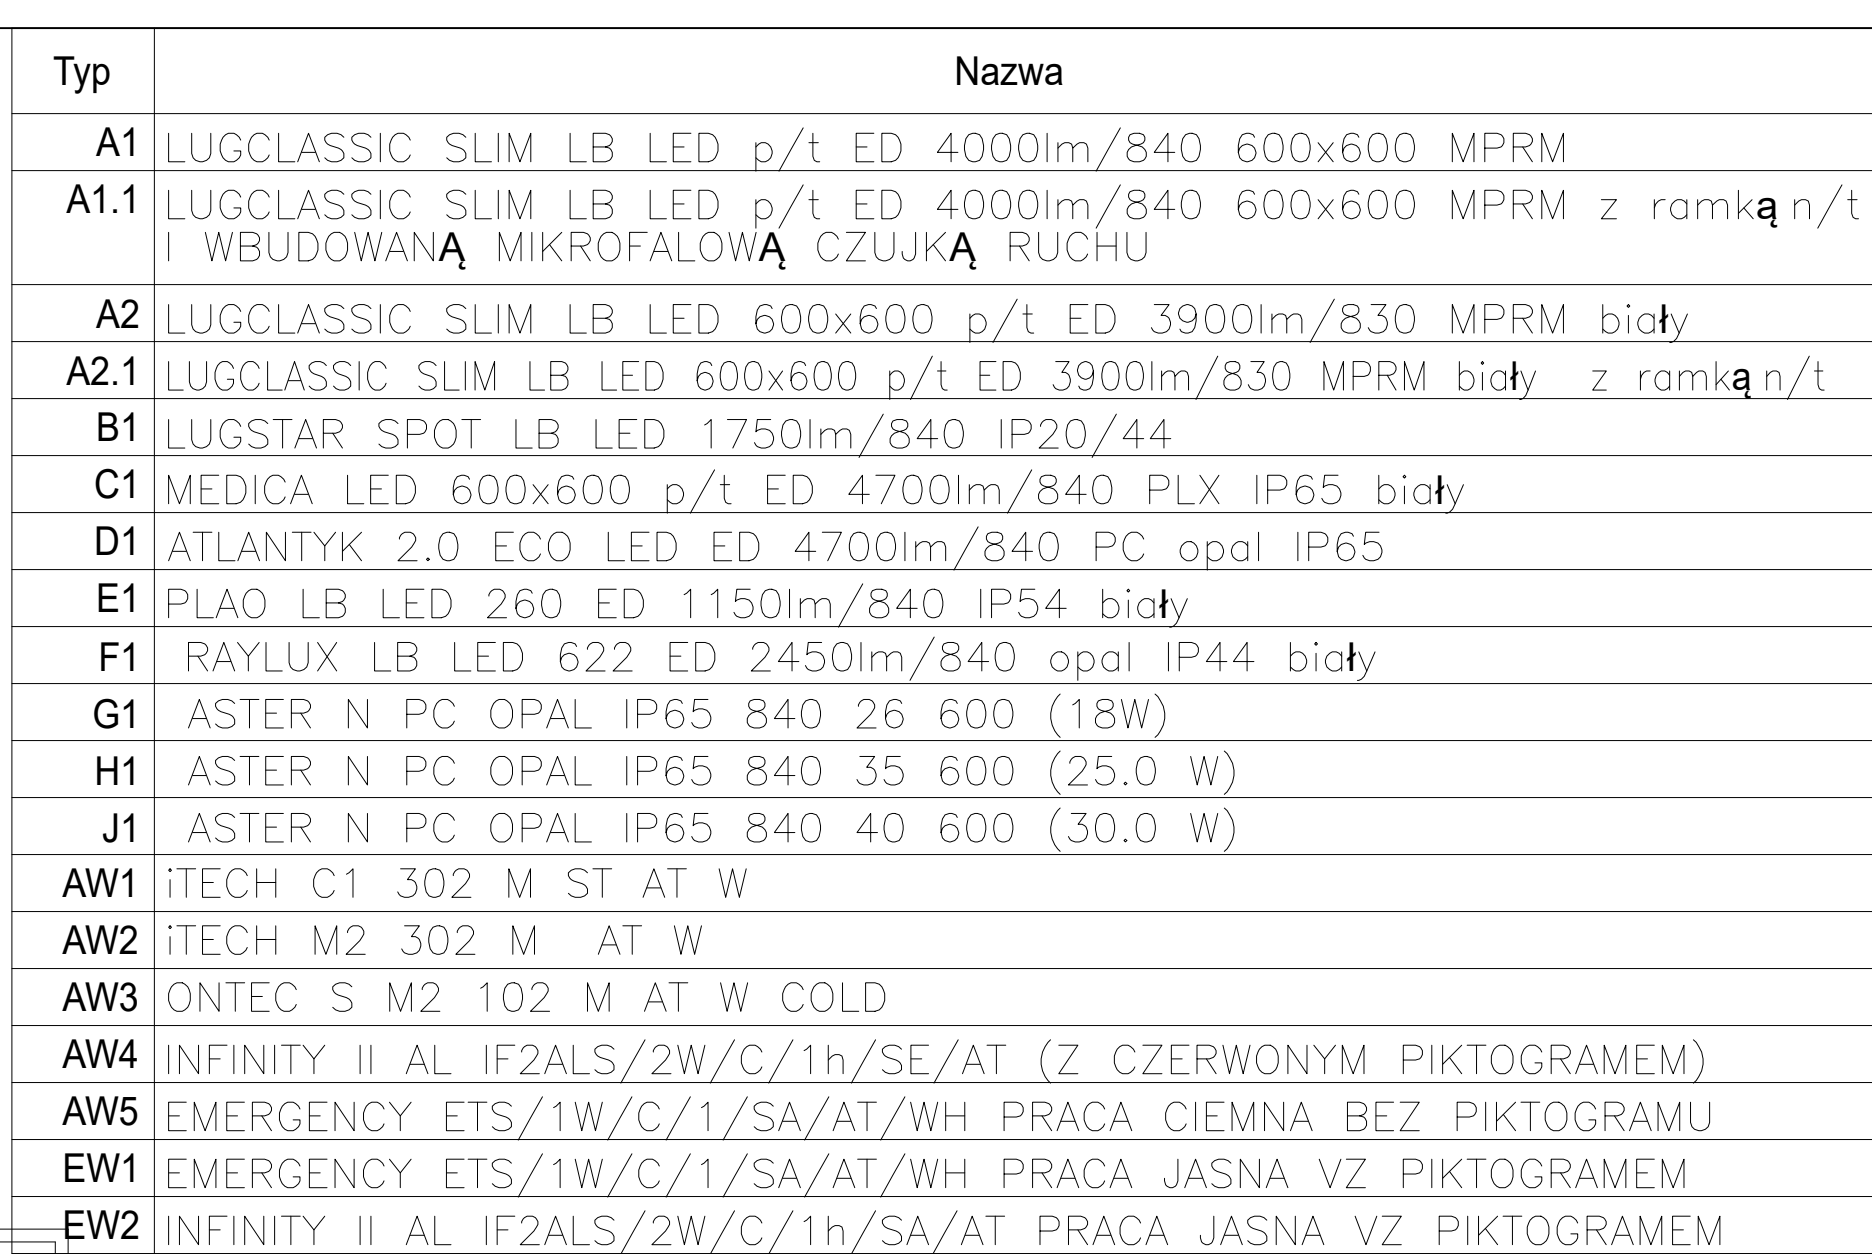 Typ Nazwa
A1 LUGCLASSIC SLIM LB LED p/t ED 4000lm/840 600x600 MPRM
A1.1 LUGCLASSIC SLIM LB LED p/t ED 4000lm/840 600x600 MPRM z ramką n/t
I WBUDOWANĄ MIKROFALOWĄ CZUJKĄ RUCHU
A2 LUGCLASSIC SLIM LB LED 600x600 p/t ED 3900lm/830 MPRM biały
A2.1 LUGCLASSIC SLIM LB LED 600x600 p/t ED 3900lm/830 MPRM biały z ramką n/t
B1 LUGSTAR SPOT LB LED 1750lm/840 IP20/44
C1 MEDICA LED 600x600 p/t ED 4700lm/840 PLX IP65 biały
D1 ATLANTYK 2.0 ECO LED ED 4700lm/840 PC opal IP65
E1 PLAO LB LED 260 ED 1150lm/840 IP54 biały
F1 RAYLUX LB LED 622 ED 2450lm/840 opal IP44 biały
G1 ASTER N PC OPAL IP65 840 26 600 (18W)
H1 ASTER N PC OPAL IP65 840 35 600 (25.0 W)
J1 ASTER N PC OPAL IP65 840 40 600 (30.0 W)
AW1 iTECH C1 302 M ST AT W
AW2 iTECH M2 302 M AT W
AW3 ONTEC S M2 102 M AT W COLD
AW4 INFINITY II AL IF2ALS/2W/C/1h/SE/AT (Z CZERWONYM PIKTOGRAMEM)
AW5 EMERGENCY ETS/1W/C/1/SA/AT/WH PRACA CIEMNA BEZ PIKTOGRAMU
EW1 EMERGENCY ETS/1W/C/1/SA/AT/WH PRACA JASNA VZ PIKTOGRAMEM
EW2 INFINITY II AL IF2ALS/2W/C/1h/SA/AT PRACA JASNA VZ PIKTOGRAMEM